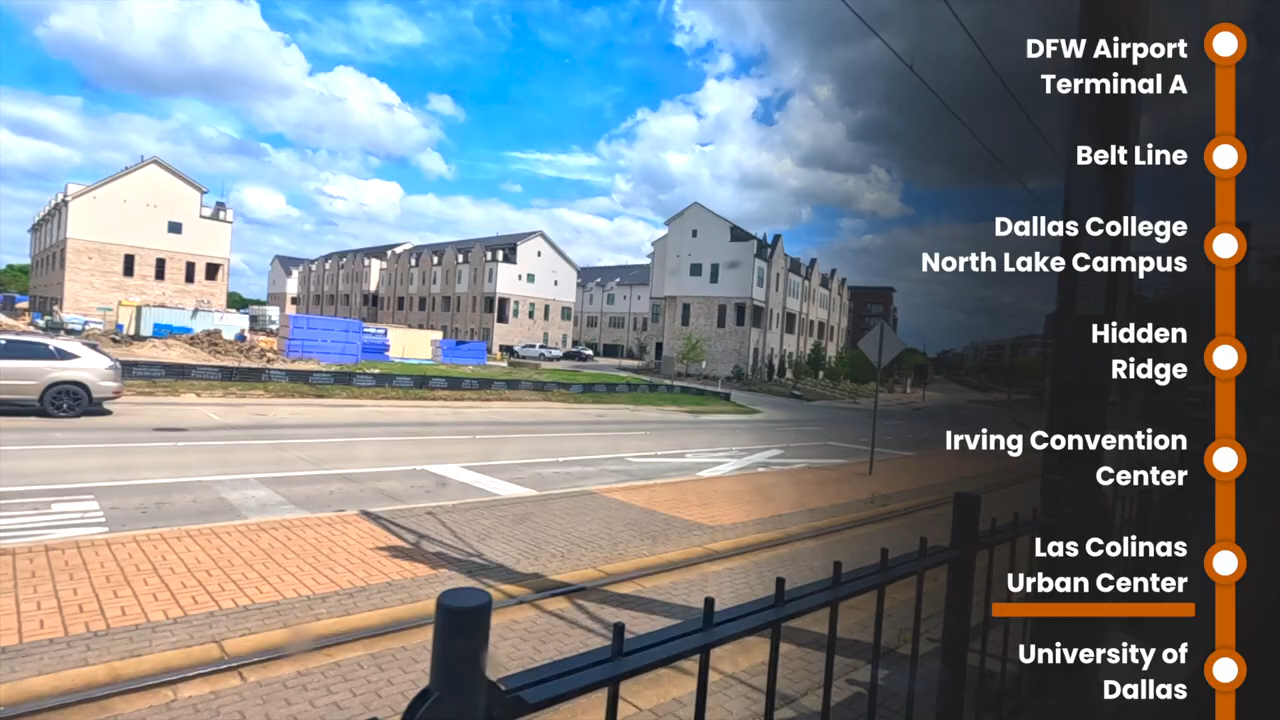 DFW Airport
Terminal A
Belt Line
Dallas College
North Lake Campus
Hidden
Ridge
Irving Convention
Center
Las Colinas
Urban Center
University of
Dallas